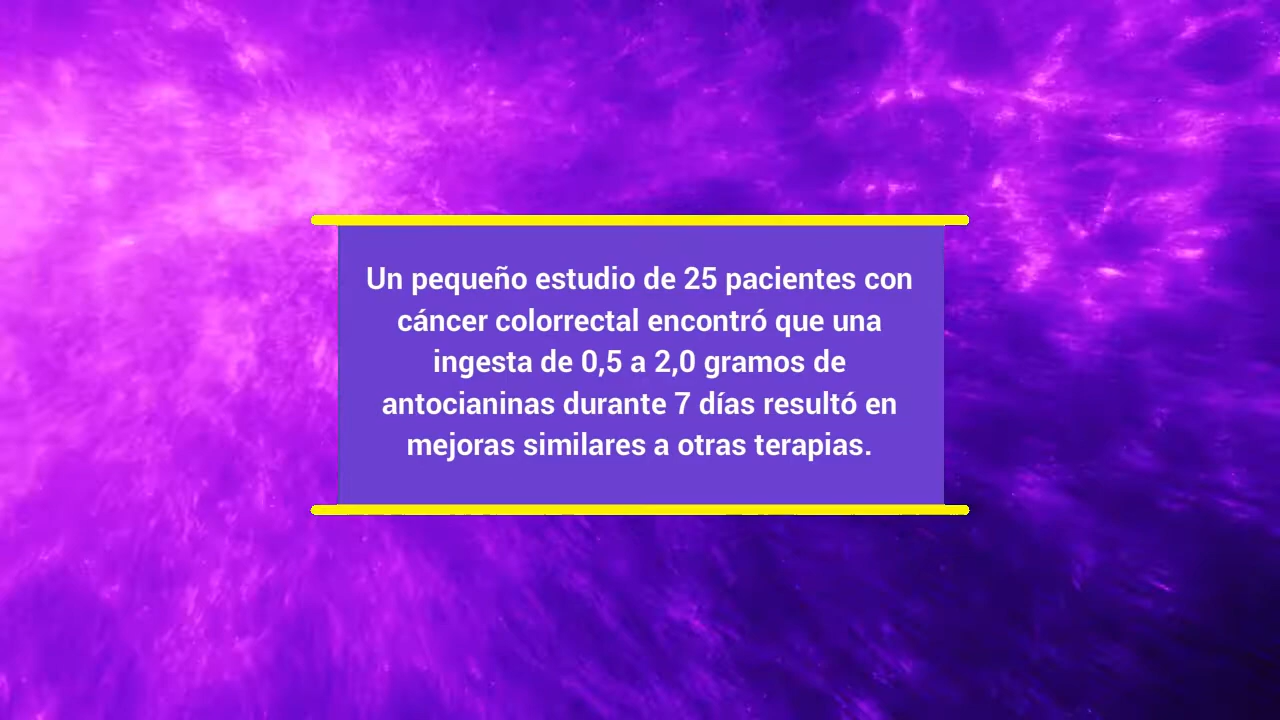 Un pequeño estudio de 25 pacientes con
cáncer colorrectal encontró que una
ingesta de 0,5 a 2,0 gramos de
antocianinas durante 7 días resultó en
mejoras similares a otras terapias.